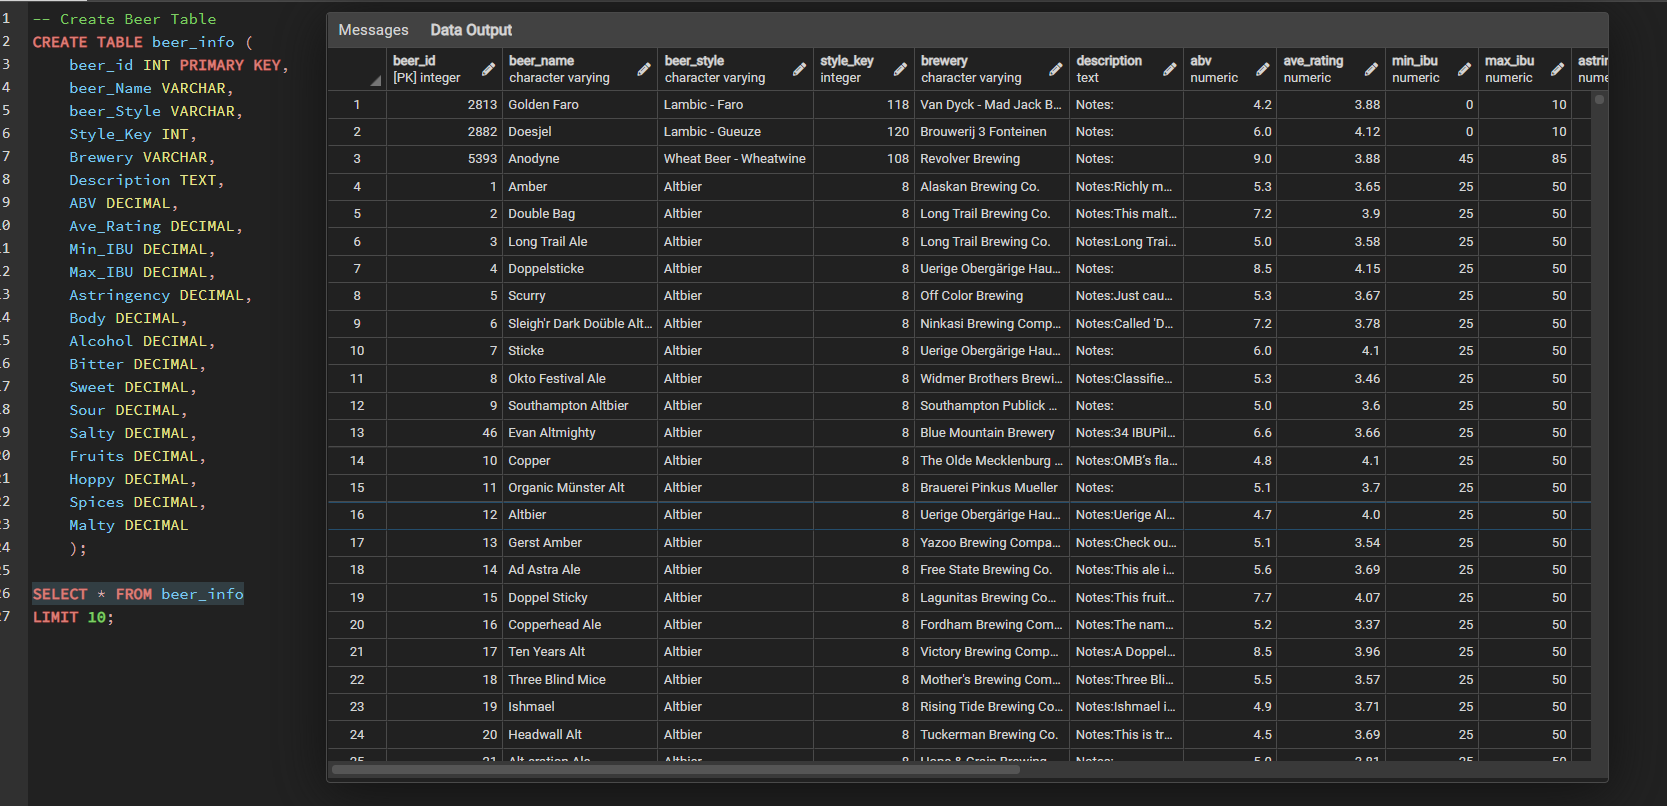 1 -- Create Beer Table
2 CREATE TABLE beer_info (
3 beer_id INT PRIMARY KEY,
4 beer_Name VARCHAR,
5 beer_Style VARCHAR,
6 Style_Key INT,
7 Brewery VARCHAR,
8 Description TEXT,
9 ABV DECIMAL,
.0 Ave_Rating DECIMAL,
.1 Min_IBU DECIMAL,
.2 Max_IBU DECIMAL,
.3 Astringency DECIMAL,
.4 Body DECIMAL,
.5 Alcohol DECIMAL,
.6 Bitter DECIMAL,
.7 Sweet DECIMAL,
.8 Sour DECIMAL,
.9 Salty DECIMAL,
20 Fruits DECIMAL,
21 Hoppy DECIMAL,
22 Spices DECIMAL,
23 Malty DECIMAL
24 );
25
26 SELECT * FROM beer_info
27 LIMIT 10;
Messages Data Output
beer_id beer_name beer_style style_key brewery description abv ave_rating min_ibu max_ibu astrin
[PK] integer character varying character varying integer character varying text numeric numeric numeric numeric nume
1 2813 Golden Faro Lambic - Faro 118 Van Dyck - Mad Jack B... Notes: 4.2 3.88 0 10
2 2882 Doesjel Lambic - Gueuze 120 Brouwerij 3 Fonteinen Notes: 6.0 4.12 0 10
3 5393 Anodyne Wheat Beer - Wheatwine 108 Revolver Brewing Notes: 9.0 3.88 45 85
4 1 Amber Altbier 8 Alaskan Brewing Co. Notes:Richly m... 5.3 3.65 25 50
5 2 Double Bag Altbier 8 Long Trail Brewing Co. Notes:This malt... 7.2 3.9 25 50
6 3 Long Trail Ale Altbier 8 Long Trail Brewing Co. Notes:Long Trai... 5.0 3.58 25 50
7 4 Doppelsticke Altbier 8 Uerige Obergärige Hau... Notes: 8.5 4.15 25 50
8 5 Scurry Altbier 8 Off Color Brewing Notes:Just cau... 5.3 3.67 25 50
9 6 Sleigh'r Dark Doüble Alt... Altbier 8 Ninkasi Brewing Comp... Notes:Called 'D... 7.2 3.78 25 50
10 7 Sticke Altbier 8 Uerige Obergärige Hau... Notes: 6.0 4.1 25 50
11 8 Okto Festival Ale Altbier 8 Widmer Brothers Brewi... Notes:Classifie... 5.3 3.46 25 50
12 9 Southampton Altbier Altbier 8 Southampton Publick ... Notes: 5.0 3.6 25 50
13 46 Evan Altmighty Altbier 8 Blue Mountain Brewery Notes:34 IBUPil... 6.6 3.66 25 50
14 10 Copper Altbier 8 The Olde Mecklenburg ... Notes:OMB's fla... 4.8 4.1 25 50
15 11 Organic Münster Alt Altbier 8 Brauerei Pinkus Mueller Notes: 5.1 3.7 25 50
16 12 Altbier Altbier 8 Uerige Obergärige Hau... Notes:Uerige Al... 4.7 4.0 25 50
17 13 Gerst Amber Altbier 8 Yazoo Brewing Compa... Notes:Check ou... 5.1 3.54 25 50
18 14 Ad Astra Ale Altbier 8 Free State Brewing Co. Notes:This ale i... 5.6 3.69 25 50
19 15 Doppel Sticky Altbier 8 Lagunitas Brewing Co... Notes:This fruit... 7.7 4.07 25 50
20 16 Copperhead Ale Altbier 8 Fordham Brewing Com... Notes:The nam... 5.2 3.37 25 50
21 17 Ten Years Alt Altbier 8 Victory Brewing Comp... Notes:A Doppel... 8.5 3.96 25 50
22 18 Three Blind Mice Altbier 8 Mother's Brewing Com... Notes:Three Bli... 5.5 3.57 25 50
23 19 Ishmael Altbier 8 Rising Tide Brewing Co... Notes:Ishmael i... 4.9 3.71 25 50
24 20 Headwall Alt Altbier 8 Tuckerman Brewing Co. Notes:This is tr... 4.5 3.69 25 50